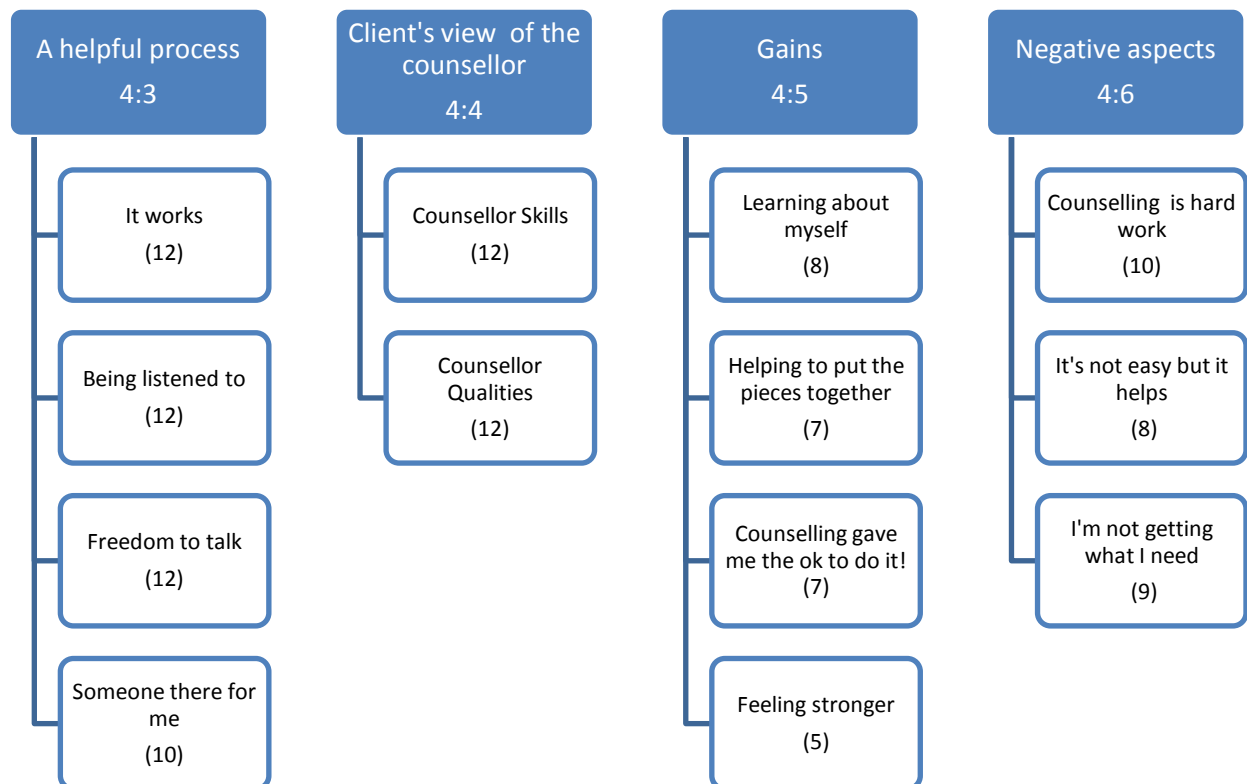 A helpful process
4:3
It works
(12)
Being listened to
(12)
Freedom to talk
(12)
Someone there for
me
(10)
Client's view of the
counsellor
4:4
Counsellor Skills
(12)
Counsellor
Qualities
(12)
Gains
4:5
Learning about
myself
(8)
Helping to put the
pieces together
(7)
Counselling gave
me the ok to do it!
(7)
Feeling stronger
(5)
Negative aspects
4:6
Counselling is hard
work
(10)
It's not easy but it
helps
(8)
I'm not getting
what I need
(9)